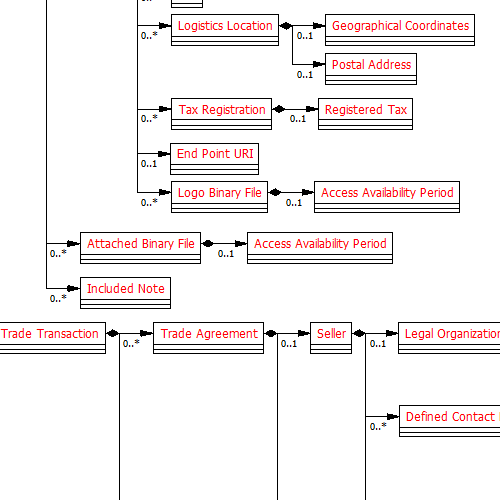 0..
Logistics Location
0..*
0..1
Geographical Coordinates
0..1
Postal Address
Tax Registration
0..*
0..1
Registered Tax
End Point URI
0..1
Logo Binary File
0..*
0..1
Access Availability Period
Attached Binary File
0..*
0..1
Access Availability Period
Included Note
0..*
Trade Transaction
0..*
Trade Agreement
0..1
Seller
0..1
Legal Organization
0..*
Defined Contact